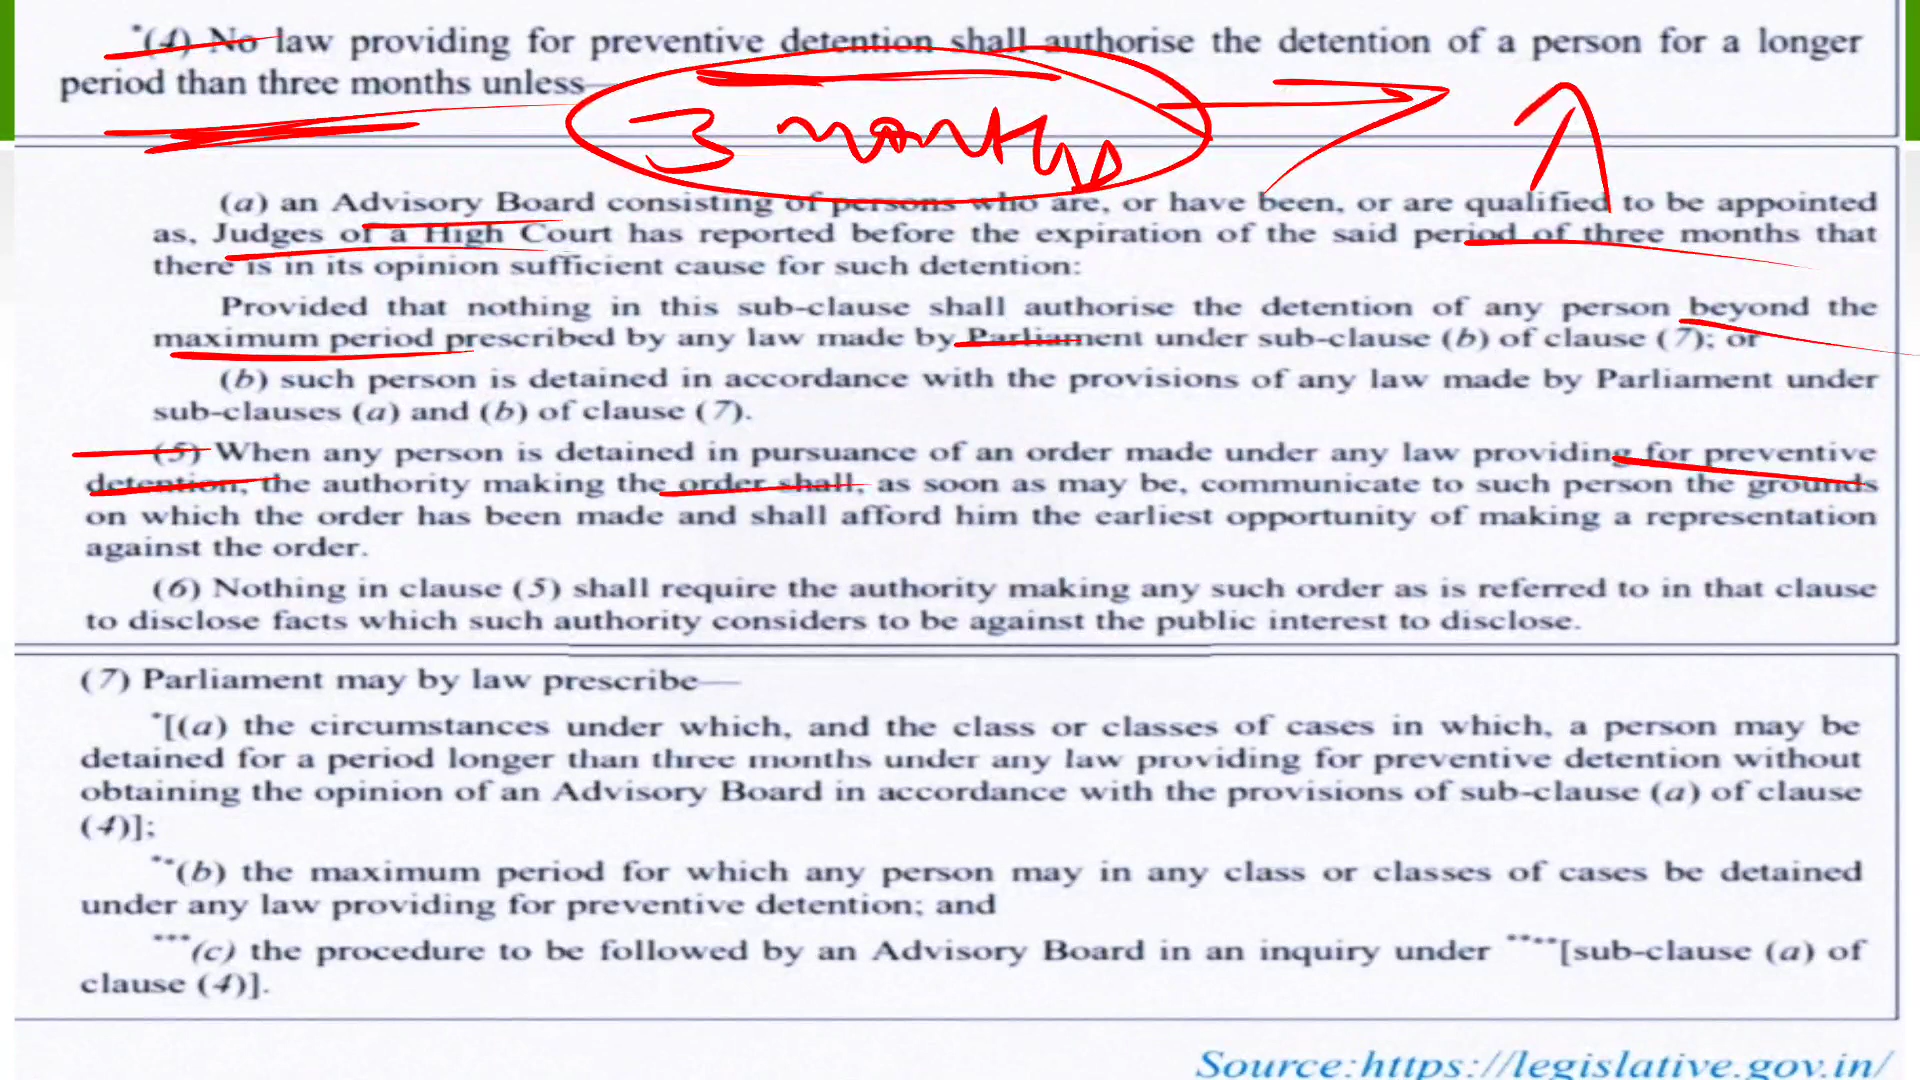 *(4) No law providing for preventive detention shall authorise the detention of a person for a longer
period than three months unless—
3 months
(a) an Advisory Board consisting of persons who are, or have been, or are qualified to be appointed
as, Judges of a High Court has reported before the expiration of the said period of three months that
there is in its opinion sufficient cause for such detention:
Provided that nothing in this sub-clause shall authorise the detention of any person beyond the
maximum period prescribed by any law made by Parliament under sub-clause (b) of clause (7); or
(b) such person is detained in accordance with the provisions of any law made by Parliament under
sub-clauses (a) and (b) of clause (7).
(5) When any person is detained in pursuance of an order made under any law providing for preventive
detention, the authority making the order shall, as soon as may be, communicate to such person the grounds
on which the order has been made and shall afford him the earliest opportunity of making a representation
against the order.
(6) Nothing in clause (5) shall require the authority making any such order as is referred to in that clause
to disclose facts which such authority considers to be against the public interest to disclose.
(7) Parliament may by law prescribe—
*[(a) the circumstances under which, and the class or classes of cases in which, a person may be
detained for a period longer than three months under any law providing for preventive detention without
obtaining the opinion of an Advisory Board in accordance with the provisions of sub-clause (a) of clause
(4)];
**(b) the maximum period for which any person may in any class or classes of cases be detained
under any law providing for preventive detention; and
***(c) the procedure to be followed by an Advisory Board in an inquiry under ****[sub-clause (a) of
clause (4)].
Source:https://legislative.gov.in/